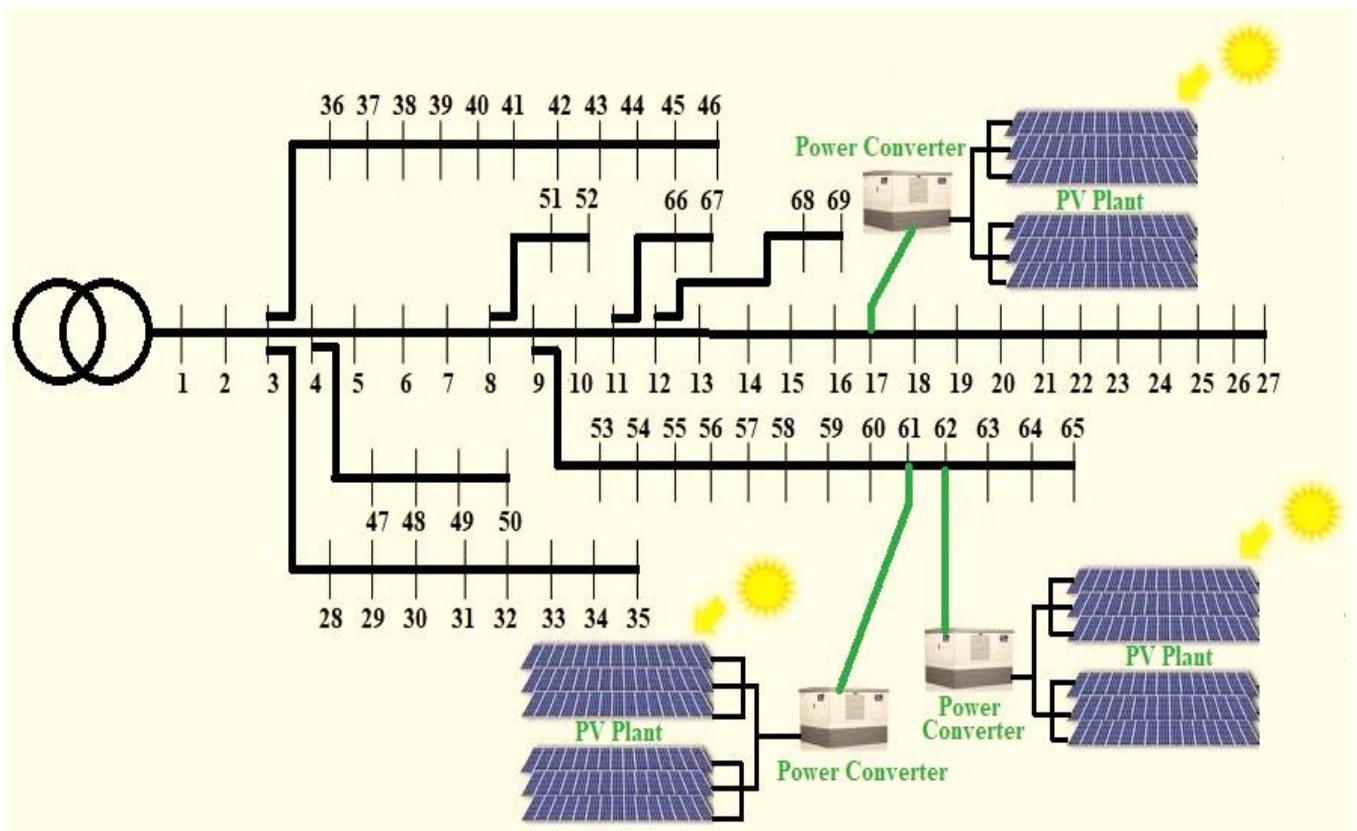 36 37 38 39 40 41 42 43 44 45 46
Power Converter
51 52
66 67
68 69
PV Plant
1 2 3 4 5 6 7 8 9 10 11 12 13 14 15 16 17 18 19 20 21 22 23 24 25 26 27
53 54 55 56 57 58 59 60 61 62 63 64 65
47 48 49 50
28 29 30 31 32 33 34 35
PV Plant
Power Converter
Power
Converter
PV Plant